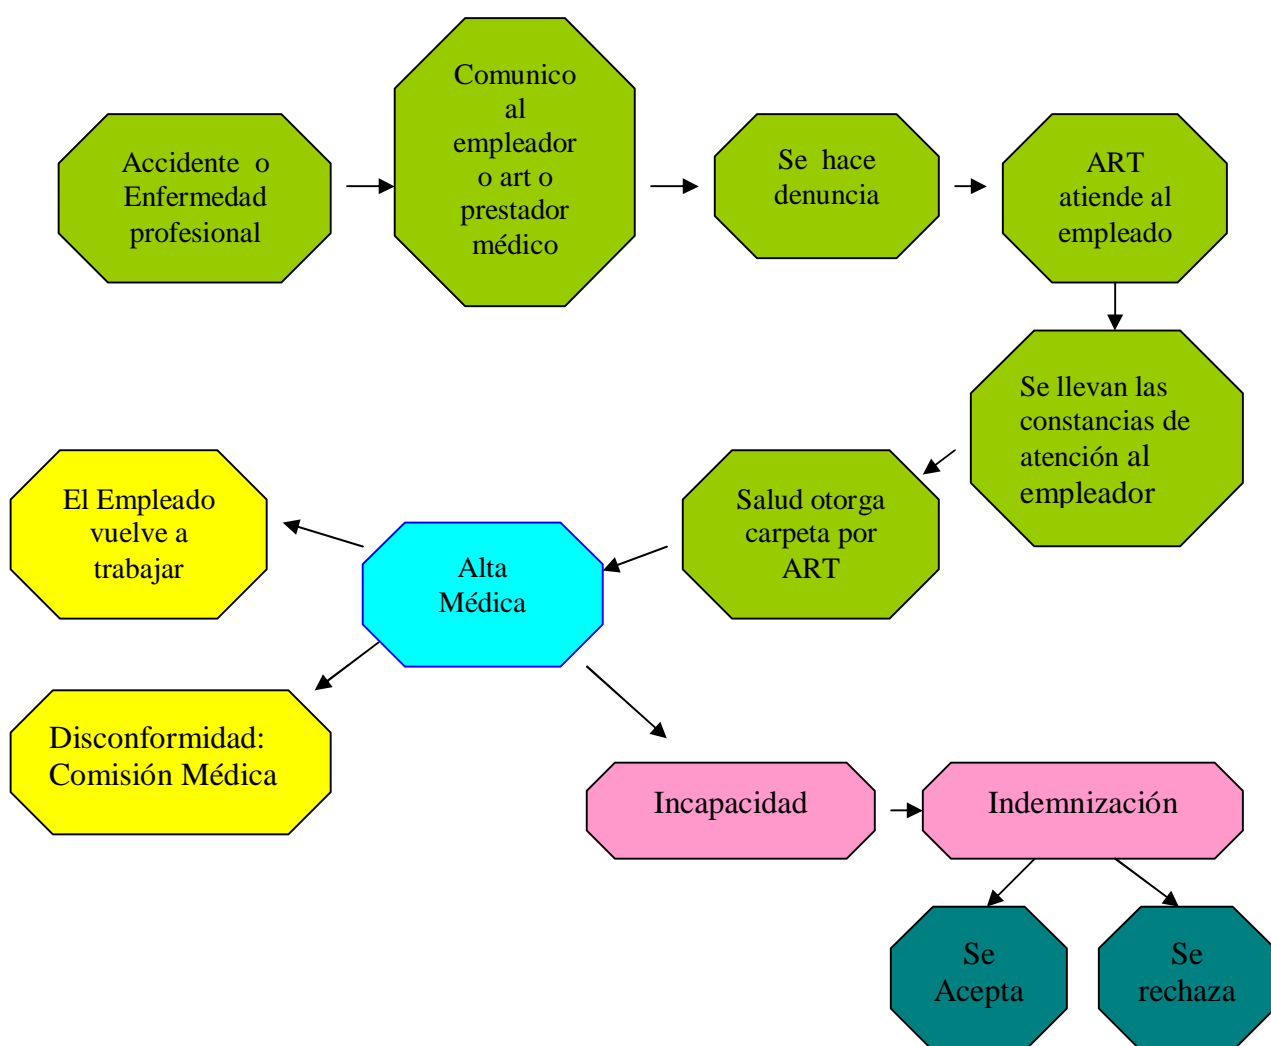 Accidente o
Enfermedad
profesional
Comunico
al
empleador
o art o
prestador
médico
Se hace
denuncia
ART
atiende al
empleado
Se llevan las
constancias de
atención al
empleador
Salud otorga
carpeta por
ART
Alta
Médica
El Empleado
vuelve a
trabajar
Disconformidad:
Comisión Médica
Incapacidad
Indemnización
Se
Acepta
Se
rechaza